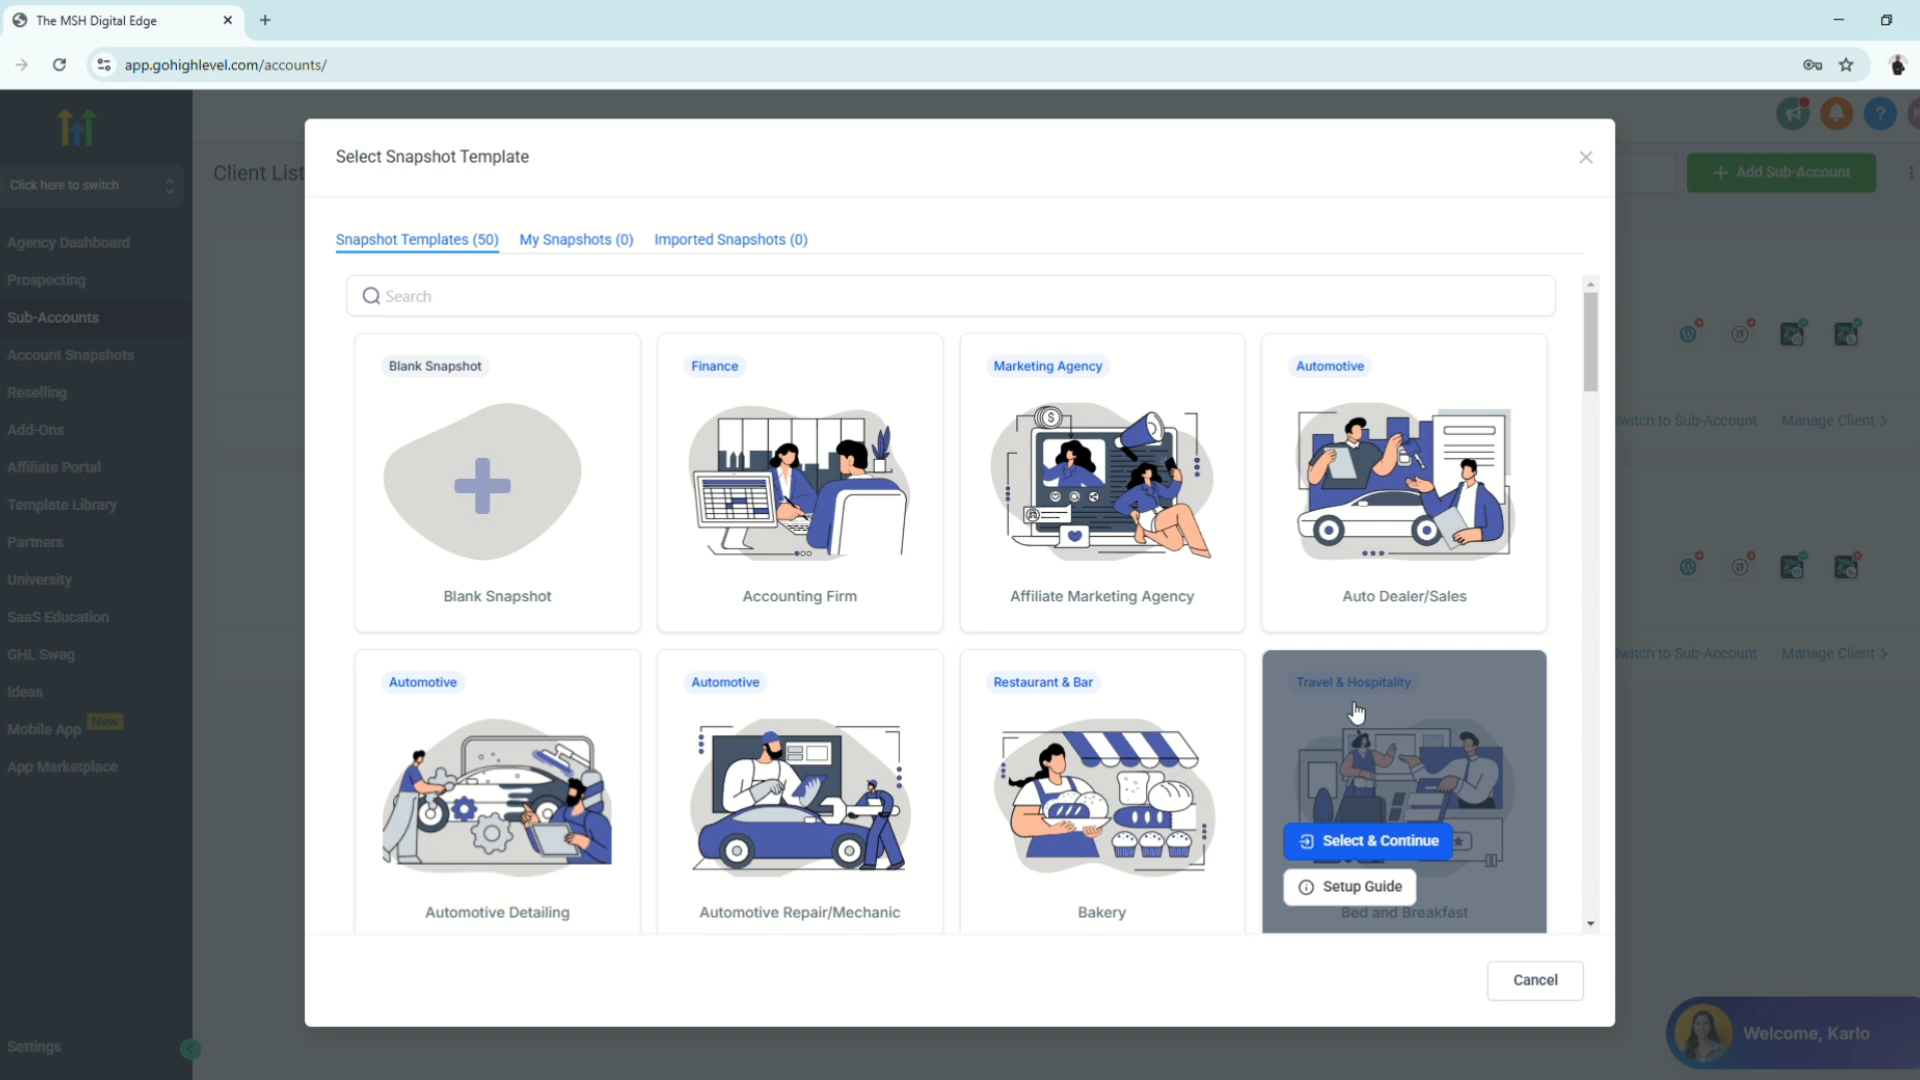 The MSH Digital Edge
app.gohighlevel.com/accounts/
Click here to switch
Agency Dashboard
Prospecting
Sub-Accounts
Account Snapshots
Reselling
Add-Ons
Affiliate Portal
Template Library
Partners
University
SaaS Education
GHL Swag
Ideas
Mobile App New
App Marketplace
Settings
Client List
+ Add Sub-Account
Select Snapshot Template
Snapshot Templates (50) My Snapshots (0) Imported Snapshots (0)
Search
Blank Snapshot
Blank Snapshot
Finance
Accounting Firm
Marketing Agency
Affiliate Marketing Agency
Automotive
Auto Dealer/Sales
Automotive
Automotive Detailing
Automotive
Automotive Repair/Mechanic
Restaurant & Bar
Bakery
Travel & Hospitality
Select & Continue
Setup Guide
Bed and Breakfast
Cancel
Switch to Sub-Account Manage Client >
Switch to Sub-Account Manage Client >
Welcome, Karlo